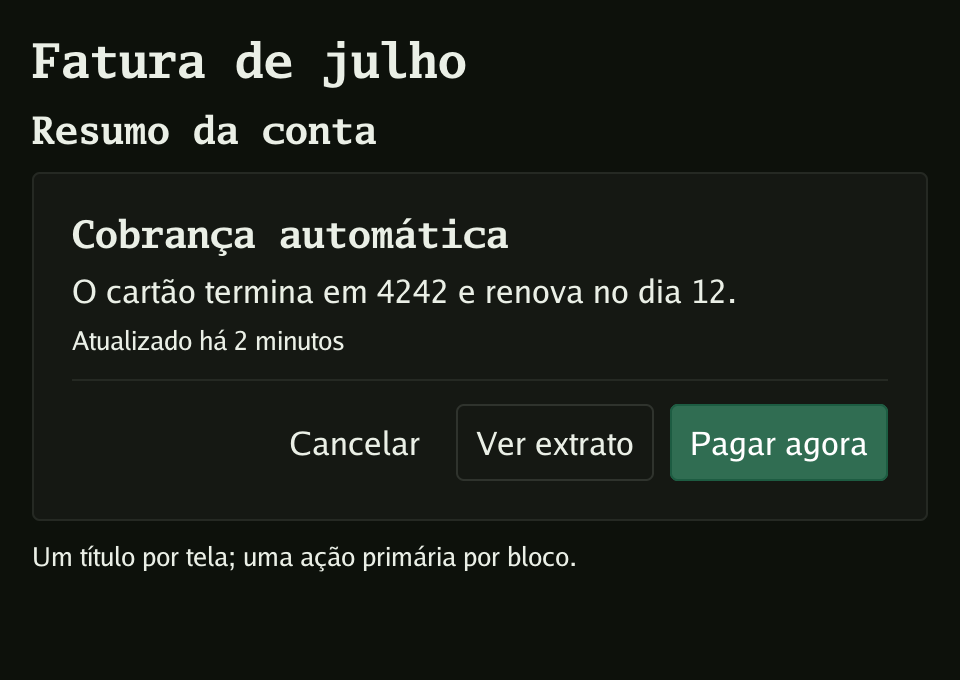 Fatura de julho
Resumo da conta
Cobrança automática
O cartão termina em 4242 e renova no dia 12.
Atualizado há 2 minutos
Cancelar
Ver extrato
Pagar agora
Um título por tela; uma ação primária por bloco.